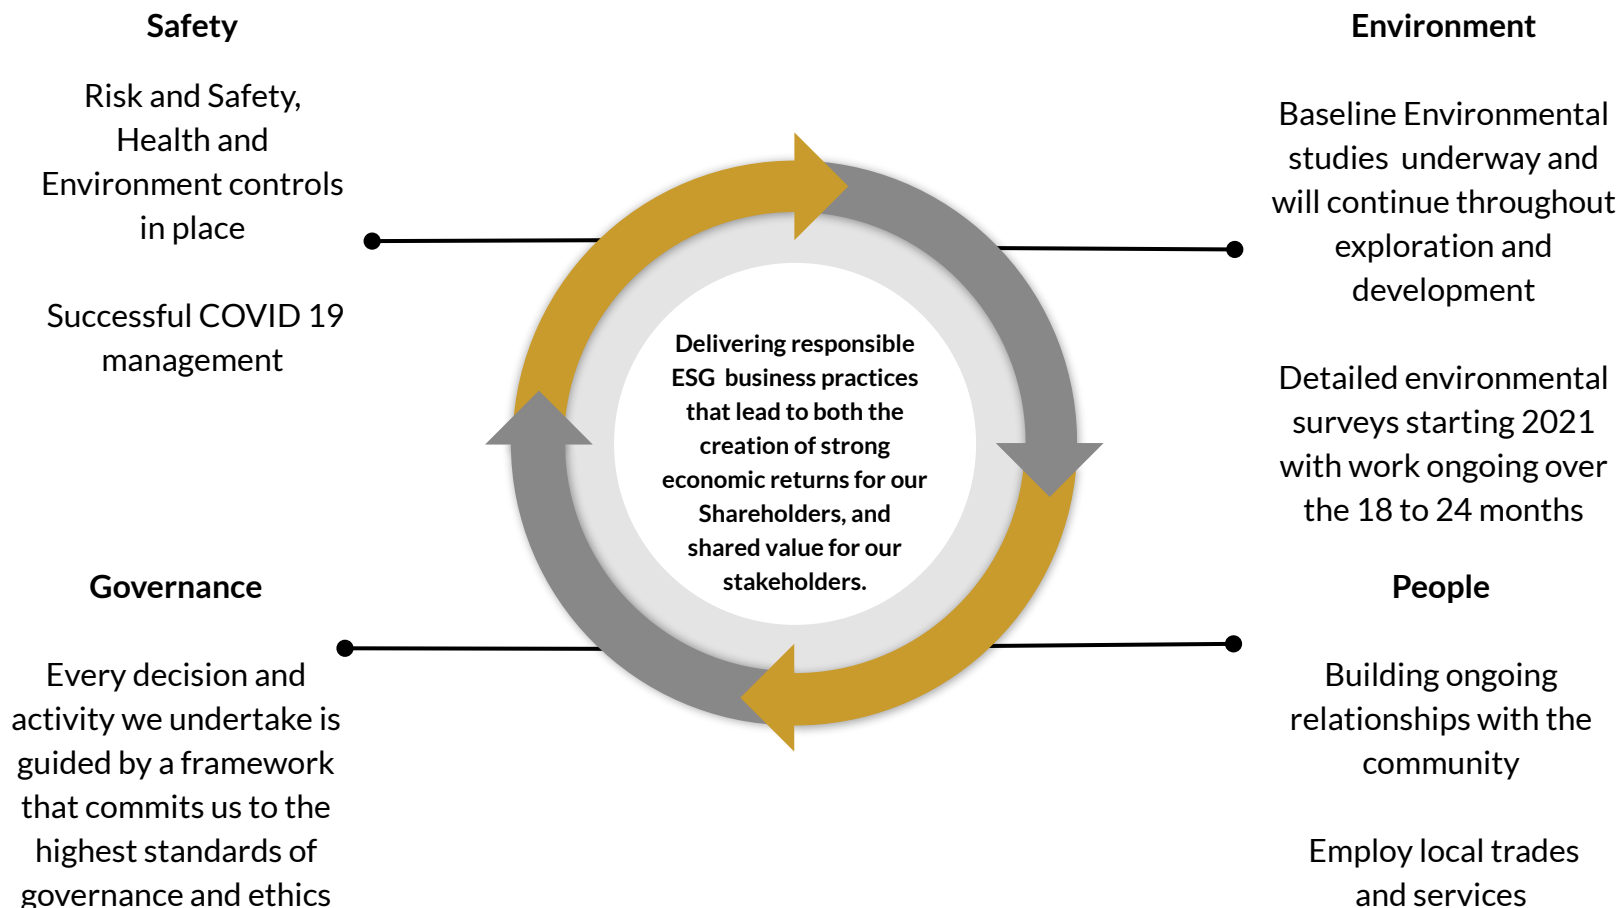 Safety
Risk and Safety,
Health and
Environment controls
in place
Successful COVID 19
management
Environment
Baseline Environmental
studies underway and
will continue throughout
exploration and
development
Detailed environmental
surveys starting 2021
with work ongoing over
the 18 to 24 months
Delivering responsible
ESG business practices
that lead to both the
creation of strong
economic returns for our
Shareholders, and
shared value for our
stakeholders.
Governance
Every decision and
activity we undertake is
guided by a framework
that commits us to the
highest standards of
governance and ethics
People
Building ongoing
relationships with the
community
Employ local trades
and services